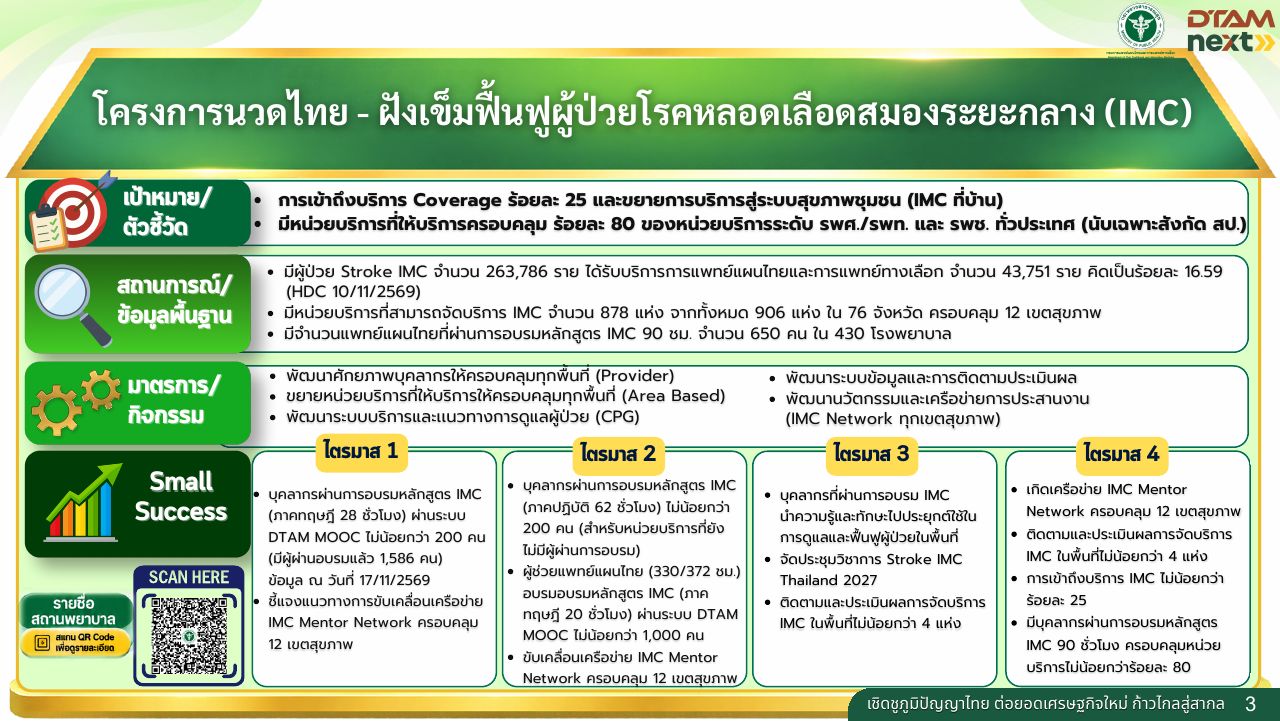 DTAM
next
โครงการนวดไทย - ฝังเข็มฟื้นฟูผู้ป่วยโรคหลอดเลือดสมองระยะกลาง (IMC)
เป้าหมาย/
ตัวชี้วัด
• การเข้าถึงบริการ Coverage ร้อยละ 25 และขยายการบริการสู่ระบบสุขภาพชุมชน (IMC ที่บ้าน)
• มีหน่วยบริการที่ให้บริการครอบคลุม ร้อยละ 80 ของหน่วยบริการระดับ รพศ./รพท. และ รพช. ทั่วประเทศ (นับเฉพาะสังกัด สป.)
สถานการณ์/
ข้อมูลพื้นฐาน
• มีผู้ป่วย Stroke IMC จำนวน 263,786 ราย ได้รับบริการการแพทย์แผนไทยและการแพทย์ทางเลือก จำนวน 43,751 ราย คิดเป็นร้อยละ 16.59
(HDC 10/11/2569)
• มีหน่วยบริการที่สามารถจัดบริการ IMC จำนวน 878 แห่ง จากทั้งหมด 906 แห่ง ใน 76 จังหวัด ครอบคลุม 12 เขตสุขภาพ
• มีจำนวนแพทย์แผนไทยที่ผ่านการอบรมหลักสูตร IMC 90 ชม. จำนวน 650 คน ใน 430 โรงพยาบาล
มาตรการ/
กิจกรรม
• พัฒนาศักยภาพบุคลากรให้ครอบคลุมทุกพื้นที่ (Provider)
• ขยายหน่วยบริการที่ให้บริการให้ครอบคลุมทุกพื้นที่ (Area Based)
• พัฒนาระบบบริการและแนวทางการดูแลผู้ป่วย (CPG)
• พัฒนาระบบข้อมูลและการติดตามประเมินผล
• พัฒนานวัตกรรมและเครือข่ายการประสานงาน
(IMC Network ทุกเขตสุขภาพ)
Small
Success
ไตรมาส 1
• บุคลากรผ่านการอบรมหลักสูตร IMC
(ภาคทฤษฎี 28 ชั่วโมง) ผ่านระบบ
DTAM MOOC ไม่น้อยกว่า 200 คน
(มีผู้ผ่านอบรมแล้ว 1,586 คน)
ข้อมูล ณ วันที่ 17/11/2569
• ชี้แจงแนวทางการขับเคลื่อนเครือข่าย
IMC Mentor Network ครอบคลุม
12 เขตสุขภาพ
ไตรมาส 2
• บุคลากรผ่านการอบรมหลักสูตร IMC
(ภาคปฏิบัติ 62 ชั่วโมง) ไม่น้อยกว่า
200 คน (สำหรับหน่วยบริการที่ยัง
ไม่มีผู้ผ่านการอบรม)
• ผู้ช่วยแพทย์แผนไทย (330/372 ชม.)
อบรมอบรมหลักสูตร IMC (ภาค
ทฤษฎี 20 ชั่วโมง) ผ่านระบบ DTAM
MOOC ไม่น้อยกว่า 1,000 คน
• ขับเคลื่อนเครือข่าย IMC Mentor
Network ครอบคลุม 12 เขตสุขภาพ
ไตรมาส 3
• บุคลากรที่ผ่านการอบรม IMC
นำความรู้และทักษะไปประยุกต์ใช้ใน
การดูแลและฟื้นฟูผู้ป่วยในพื้นที่
• จัดประชุมวิชาการ Stroke IMC
Thailand 2027
• ติดตามและประเมินผลการจัดบริการ
IMC ในพื้นที่ไม่น้อยกว่า 4 แห่ง
ไตรมาส 4
• เกิดเครือข่าย IMC Mentor
Network ครอบคลุม 12 เขตสุขภาพ
• ติดตามและประเมินผลการจัดบริการ
IMC ในพื้นที่ไม่น้อยกว่า 4 แห่ง
• การเข้าถึงบริการ IMC ไม่น้อยกว่า
ร้อยละ 25
• มีบุคลากรผ่านการอบรมหลักสูตร
IMC 90 ชั่วโมง ครอบคลุมหน่วย
บริการไม่น้อยกว่าร้อยละ 80
รายชื่อ
สถานพยาบาล
สแกน QR Code
เพื่อดูรายละเอียด
SCAN HERE
เชิดชูภูมิปัญญาไทย ต่อยอดเศรษฐกิจใหม่ ก้าวไกลสู่สากล 3